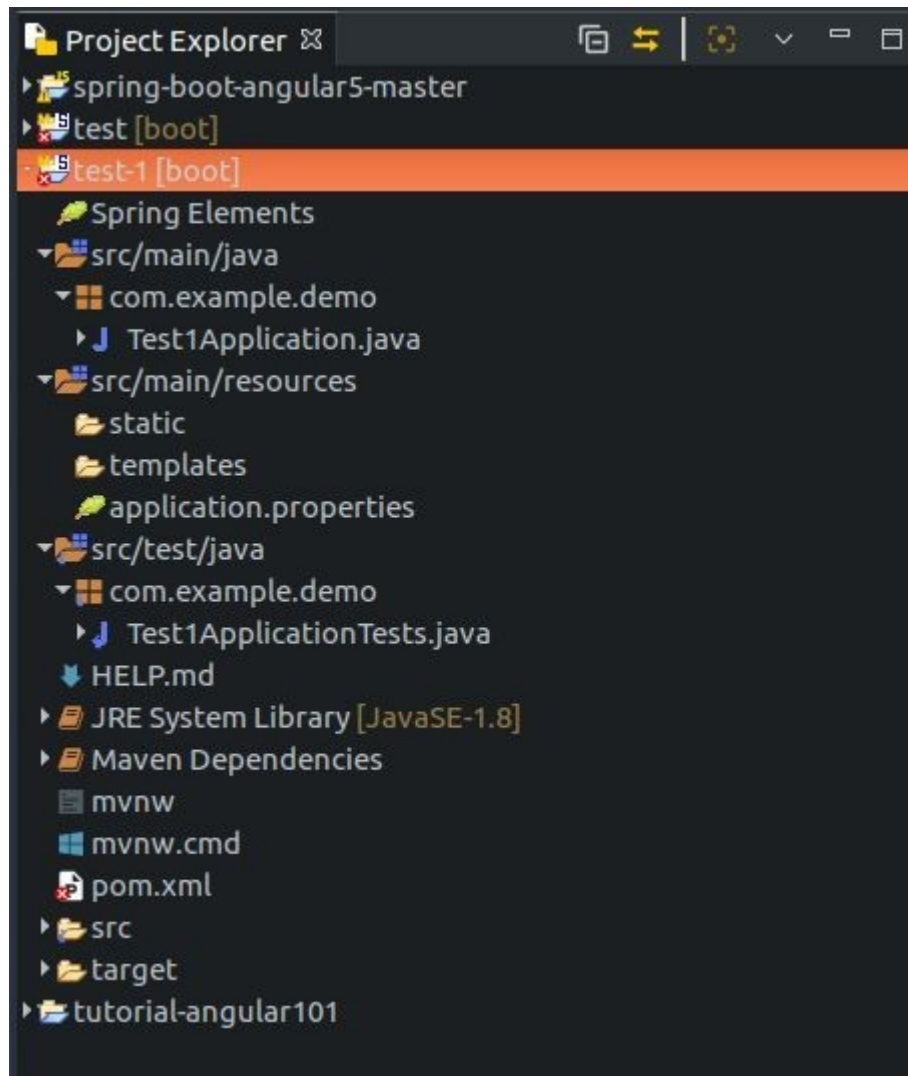 Project Explorer
spring-boot-angular5-master
test [boot]
test-1 [boot]
Spring Elements
src/main/java
com.example.demo
Test1Application.java
src/main/resources
static
templates
application.properties
src/test/java
com.example.demo
Test1ApplicationTests.java
HELP.md
JRE System Library [JavaSE-1.8]
Maven Dependencies
mvnw
mvnw.cmd
pom.xml
src
target
tutorial-angular101